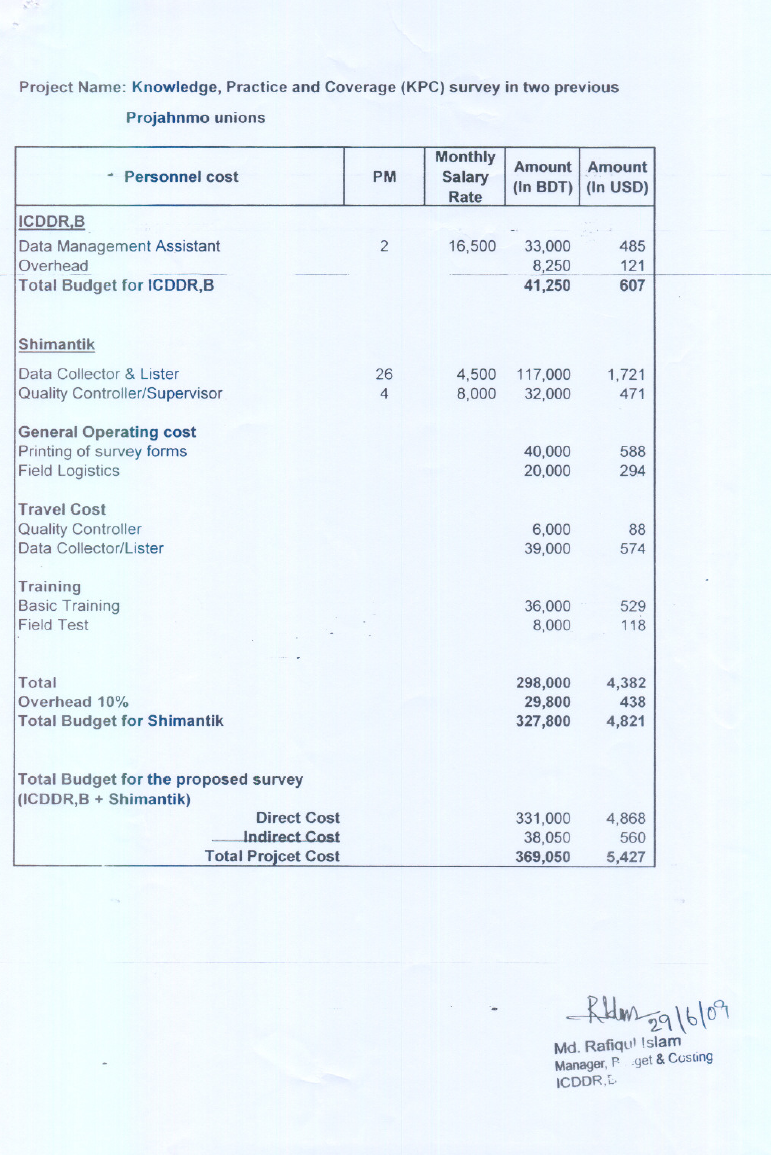 Project Name: Knowledge, Practice and Coverage (KPC) survey in two previous
Projahnmo unions
Personnel cost PM Monthly Salary Rate Amount (In BDT) Amount (In USD)
ICDDR,B
Data Management Assistant 2 16,500 33,000 485
Overhead 8,250 121
Total Budget for ICDDR,B 41,250 607
Shimantik
Data Collector & Lister 26 4,500 117,000 1,721
Quality Controller/Supervisor 4 8,000 32,000 471
General Operating cost
Printing of survey forms 40,000 588
Field Logistics 20,000 294
Travel Cost
Quality Controller 6,000 88
Data Collector/Lister 39,000 574
Training
Basic Training 36,000 529
Field Test 8,000 118
Total 298,000 4,382
Overhead 10% 29,800 438
Total Budget for Shimantik 327,800 4,821
Total Budget for the proposed survey
(ICDDR,B + Shimantik)
Direct Cost 331,000 4,868
Indirect Cost 38,050 560
Total Projcet Cost 369,050 5,427
29/6/09
Md. Rafiqul Islam
Manager, & Costing
ICDDR,B